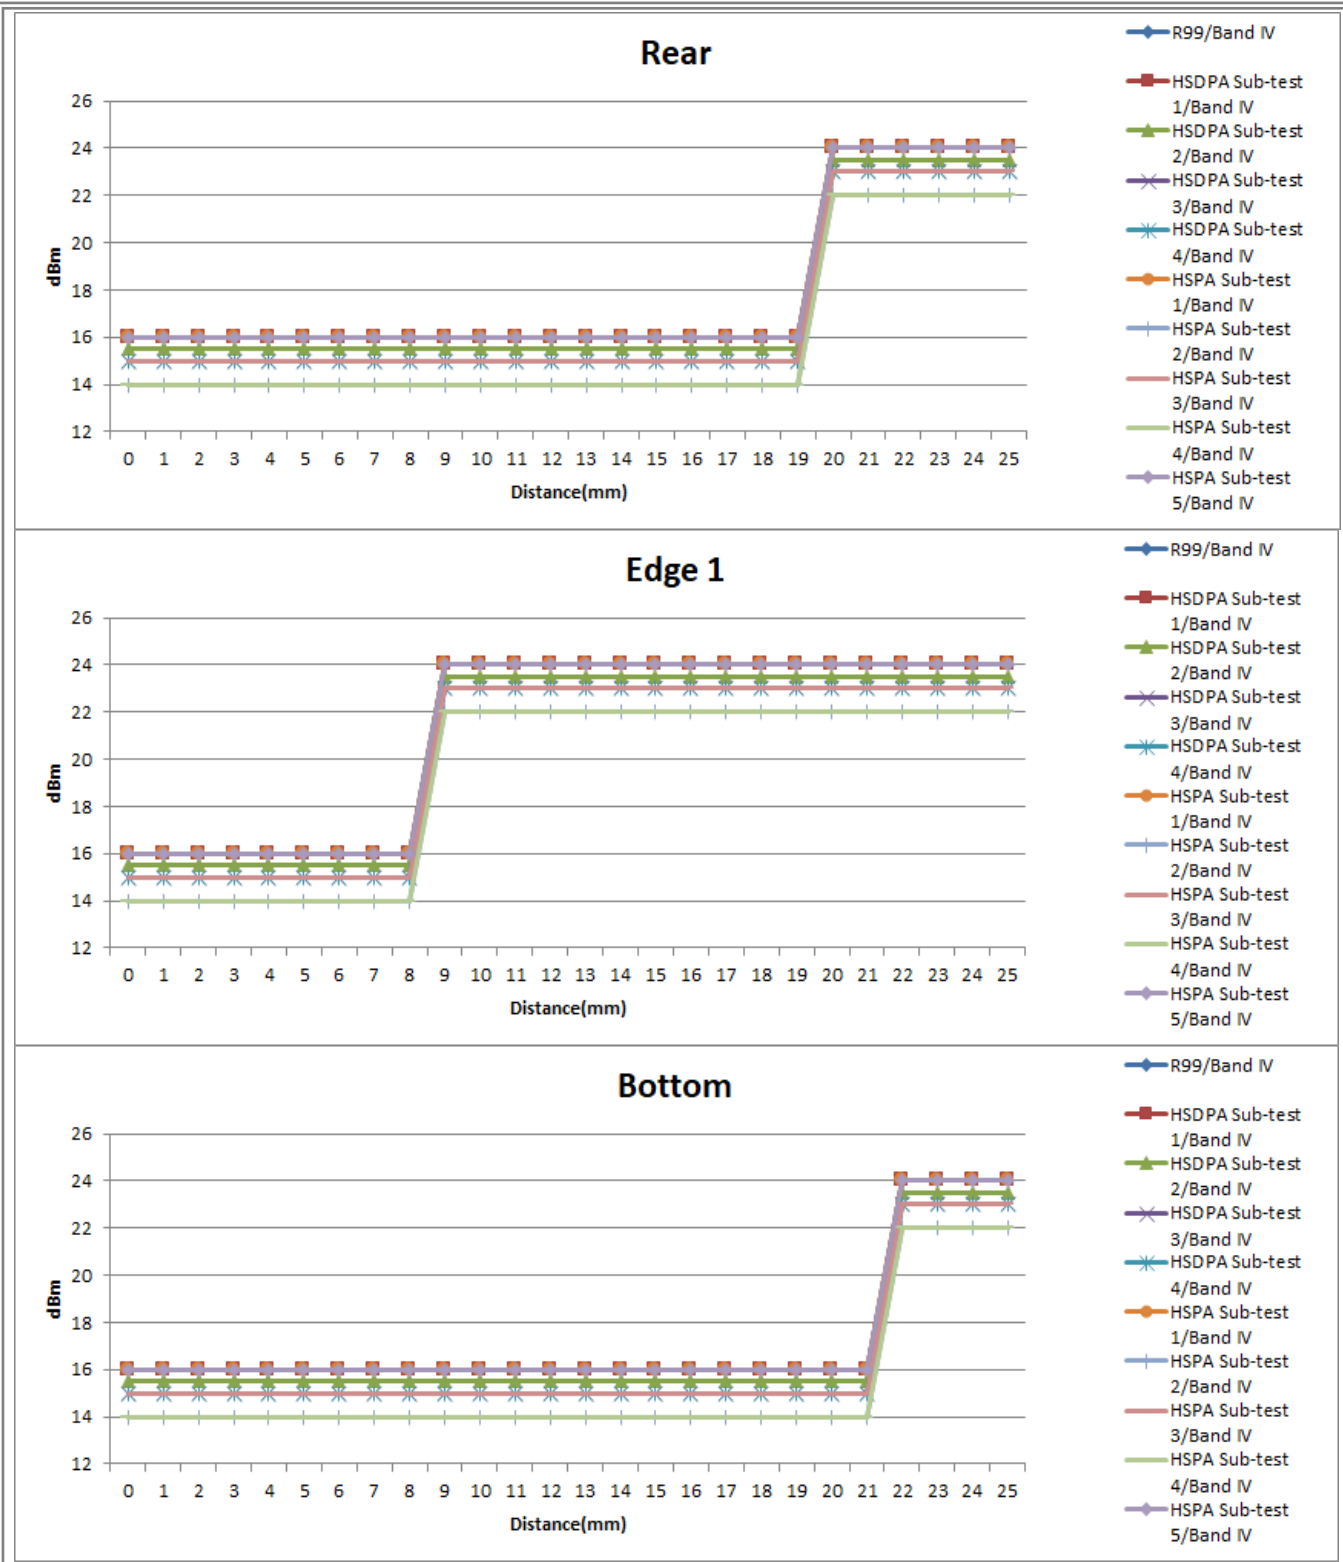 Rear
26
24
22
20
18
16
14
12
dBm
0 1 2 3 4 5 6 7 8 9 10 11 12 13 14 15 16 17 18 19 20 21 22 23 24 25
Distance(mm)
R99/Band IV
HSDPA Sub-test
1/Band IV
HSDPA Sub-test
2/Band IV
HSDPA Sub-test
3/Band IV
HSDPA Sub-test
4/Band IV
HSPA Sub-test
1/Band IV
HSPA Sub-test
2/Band IV
HSPA Sub-test
3/Band IV
HSPA Sub-test
4/Band IV
HSPA Sub-test
5/Band IV
Edge 1
26
24
22
20
18
16
14
12
dBm
0 1 2 3 4 5 6 7 8 9 10 11 12 13 14 15 16 17 18 19 20 21 22 23 24 25
Distance(mm)
R99/Band IV
HSDPA Sub-test
1/Band IV
HSDPA Sub-test
2/Band IV
HSDPA Sub-test
3/Band IV
HSDPA Sub-test
4/Band IV
HSPA Sub-test
1/Band IV
HSPA Sub-test
2/Band IV
HSPA Sub-test
3/Band IV
HSPA Sub-test
4/Band IV
HSPA Sub-test
5/Band IV
Bottom
26
24
22
20
18
16
14
12
dBm
0 1 2 3 4 5 6 7 8 9 10 11 12 13 14 15 16 17 18 19 20 21 22 23 24 25
Distance(mm)
R99/Band IV
HSDPA Sub-test
1/Band IV
HSDPA Sub-test
2/Band IV
HSDPA Sub-test
3/Band IV
HSDPA Sub-test
4/Band IV
HSPA Sub-test
1/Band IV
HSPA Sub-test
2/Band IV
HSPA Sub-test
3/Band IV
HSPA Sub-test
4/Band IV
HSPA Sub-test
5/Band IV